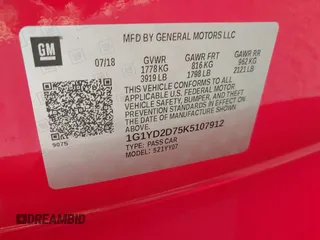 GM
MFD BY GENERAL MOTORS LLC
07/18
GVWR GAWR FRT GAWR RR
1778 KG 816 KG 962 KG
3919 LB 1798 LB 2121 LB
THIS VEHICLE CONFORMS TO ALL
APPLICABLE U.S. FEDERAL MOTOR
VEHICLE SAFETY, BUMPER, AND THEFT
PREVENTION STANDARDS IN EFFECT
ON THE DATE OF MANUFACTURE
SHOWN ABOVE.
1G1YD2D75K5107912
TYPE: PASS CAR
MODEL: S21YY07
9075
DREAMBID